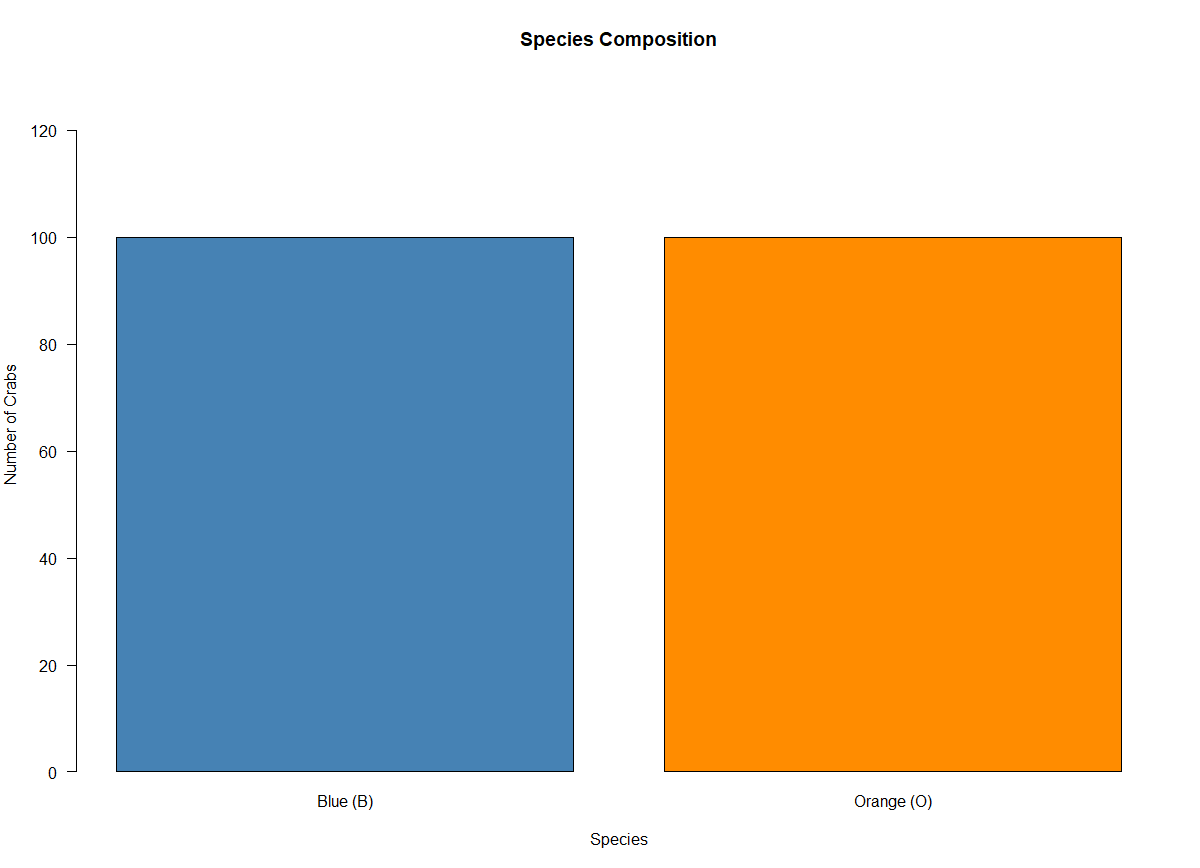 Species Composition
120
100
80
60
40
20
0
Number of Crabs
Blue (B)
Orange (O)
Species